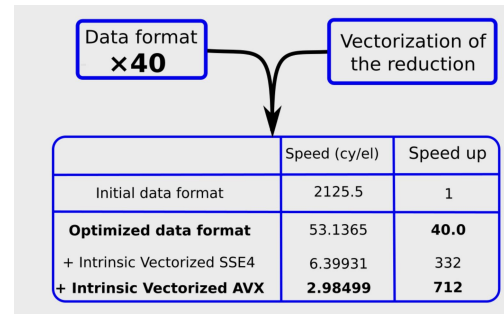 Data format
×40
Vectorization of
the reduction
Speed (cy/el) Speed up
Initial data format 2125.5 1
Optimized data format 53.1365 40.0
+ Intrinsic Vectorized SSE4 6.39931 332
+ Intrinsic Vectorized AVX 2.98499 712